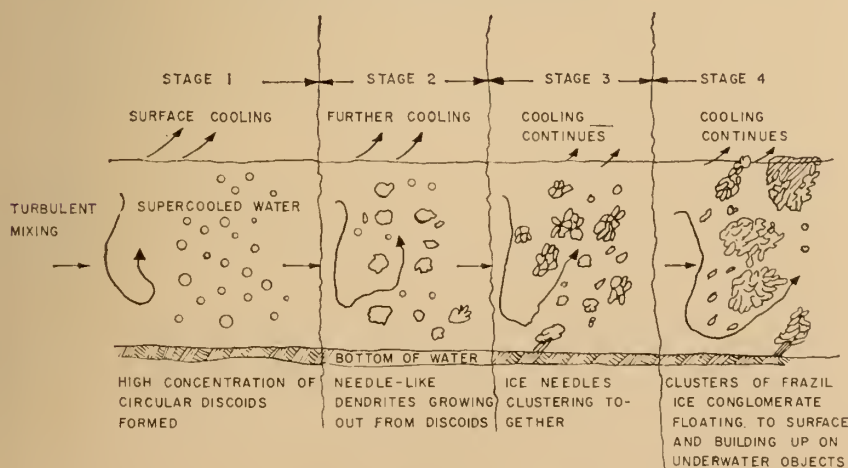 STAGE 1
STAGE 2
STAGE 3
STAGE 4
SURFACE COOLING
FURTHER COOLING
COOLING
CONTINUES
COOLING
CONTINUES
TURBULENT
MIXING
SUPERCOOLED WATER
BOTTOM OF WATER
HIGH CONCENTRATION OF
CIRCULAR DISCOIDS
FORMED
NEEDLE-LIKE
DENDRITES GROWING
OUT FROM DISCOIDS
ICE NEEDLES
CLUSTERING TO-
GETHER
CLUSTERS OF FRAZIL
ICE CONGLOMERATE
FLOATING TO SURFACE
AND BUILDING UP ON
UNDERWATER OBJECTS